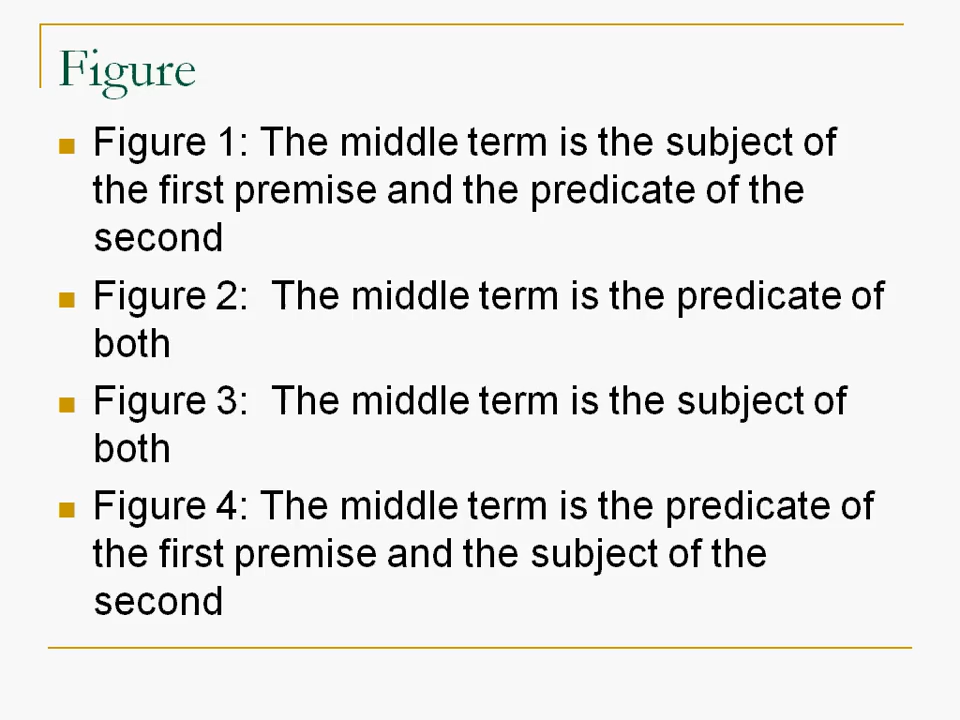 Figure
Figure 1: The middle term is the subject of
the first premise and the predicate of the
second
Figure 2:  The middle term is the predicate of
both
Figure 3:  The middle term is the subject of
both
Figure 4: The middle term is the predicate of
the first premise and the subject of the
second